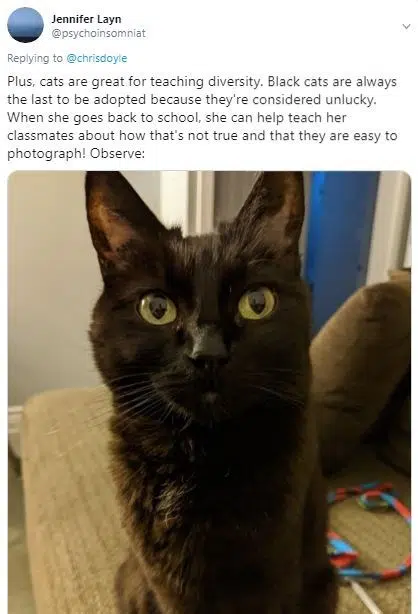 Jennifer Layn
@psychoinsomniat
Replying to @chrisdoyle
Plus, cats are great for teaching diversity. Black cats are always
the last to be adopted because they're considered unlucky.
When she goes back to school, she can help teach her
classmates about how that's not true and that they are easy to
photograph! Observe: